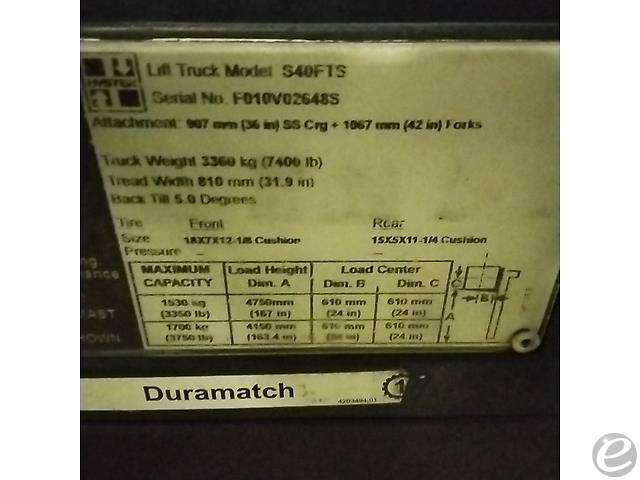 HYSTER
Lift Truck Model S40FTS
Serial No. F010V02648S
Attachment: 907 mm (36 in) SS Crg + 1067 mm (42 in) Forks
Truck Weight 3360 kg (7400 lb)
Tread Width 810 mm (31.9 in)
Back Tilt 5.0 Degrees
Tire Front Rear
Size 18X7X12-1/8 Cushion 15X5X11-1/4 Cushion
Pressure – –
MAXIMUM CAPACITY Load Height Dim. A Load Center Dim. B Dim. C
1530 kg 4750mm 610 mm 610 mm
(3350 lb) (187 in) (24 in) (24 in)
1700 kg 4150 mm 610 mm 610 mm
(3750 lb) (163.4 in) (24 in)
C
B
A
Duramatch
4203494.01
e